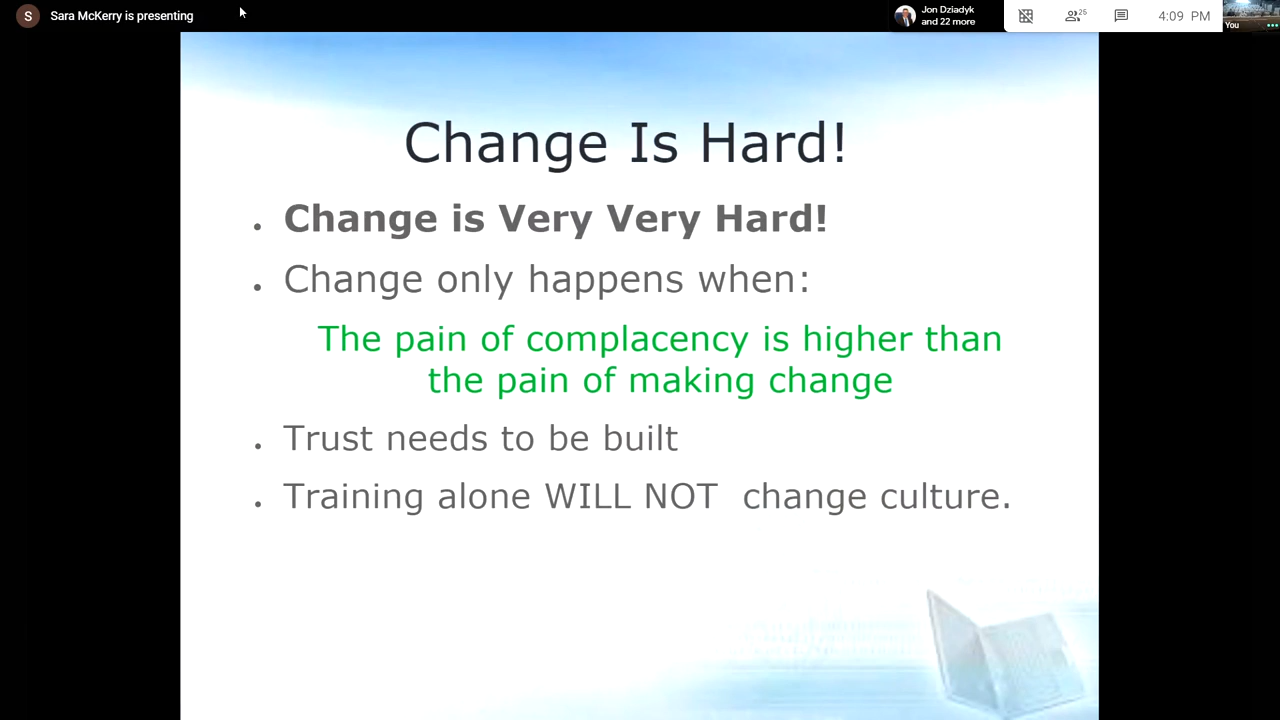 S
Sara McKerry is presenting
Jon Dziadyk
and 22 more
26
4:09 PM
You
Change Is Hard!
. Change is Very Very Hard!
. Change only happens when:
The pain of complacency is higher than
the pain of making change
. Trust needs to be built
. Training alone WILL NOT change culture.